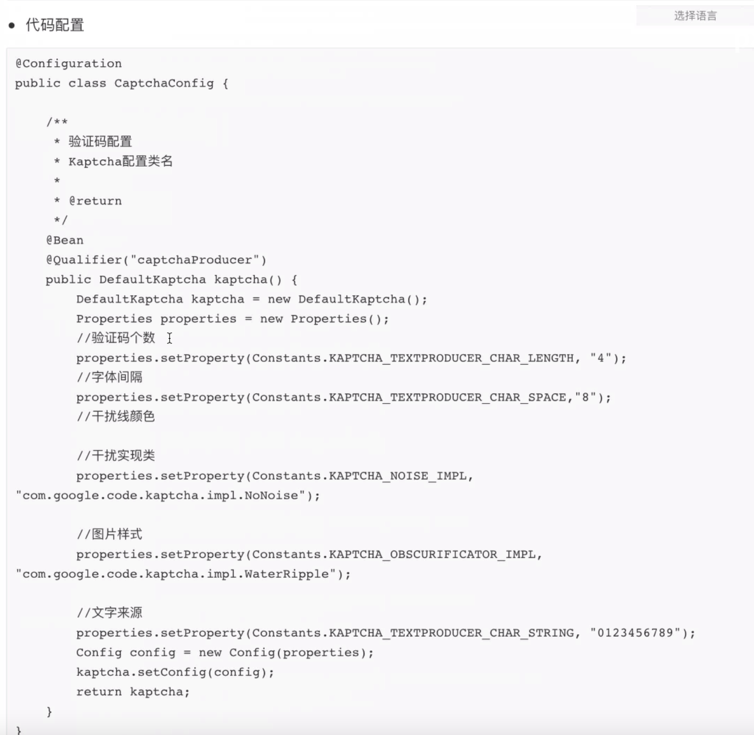 选择语言
• 代码配置
@Configuration
public class CaptchaConfig {
    /**
     * 验证码配置
     * Kaptcha配置类名
     *
     * @return
     */
    @Bean
    @Qualifier("captchaProducer")
    public DefaultKaptcha kaptcha() {
        DefaultKaptcha kaptcha = new DefaultKaptcha();
        Properties properties = new Properties();
        //验证码个数
        properties.setProperty(Constants.KAPTCHA_TEXTPRODUCER_CHAR_LENGTH, "4");
        //字体间隔
        properties.setProperty(Constants.KAPTCHA_TEXTPRODUCER_CHAR_SPACE,"8");
        //干扰线颜色
        //干扰实现类
        properties.setProperty(Constants.KAPTCHA_NOISE_IMPL,
"com.google.code.kaptcha.impl.NoNoise");
        //图片样式
        properties.setProperty(Constants.KAPTCHA_OBSCURIFICATOR_IMPL,
"com.google.code.kaptcha.impl.WaterRipple");
        //文字来源
        properties.setProperty(Constants.KAPTCHA_TEXTPRODUCER_CHAR_STRING, "0123456789");
        Config config = new Config(properties);
        kaptcha.setConfig(config);
        return kaptcha;
    }
}